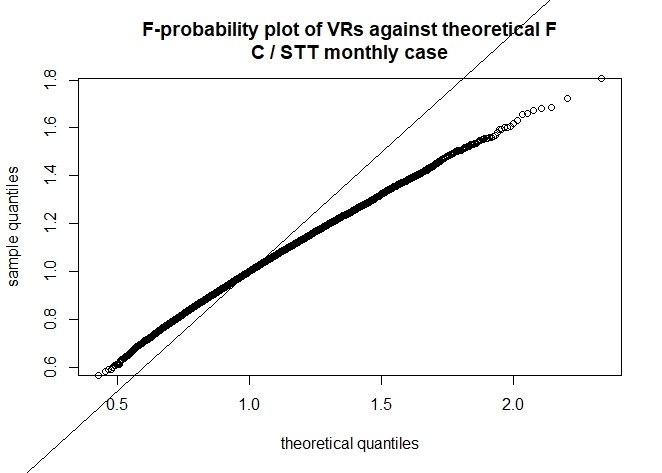 F-probability plot of VRs against theoretical F
C / STT monthly case
1.8
1.6
1.4
1.2
1.0
0.8
0.6
sample quantiles
0.5 1.0 1.5 2.0
theoretical quantiles